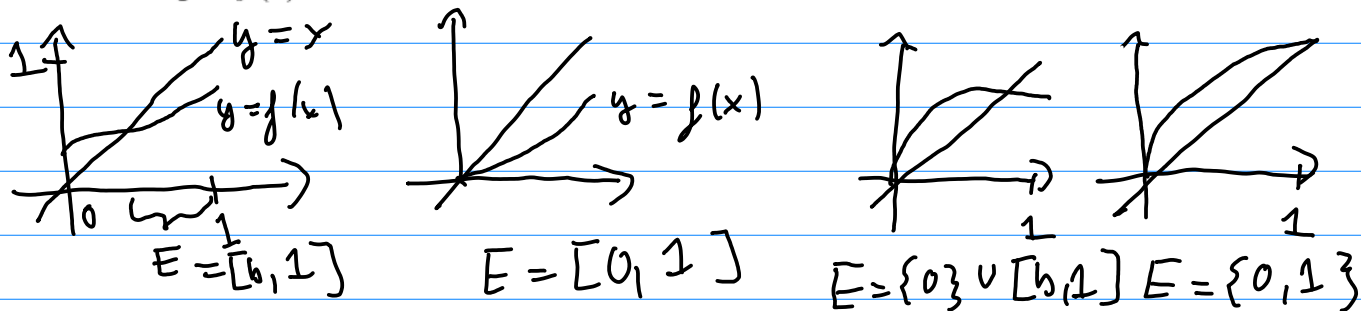 1 y = x
y = f(x) y = f(x)
0 1 1 1
E = [b, 1] E = [0, 1] E = {0} ∪ [b, 1] E = {0, 1}